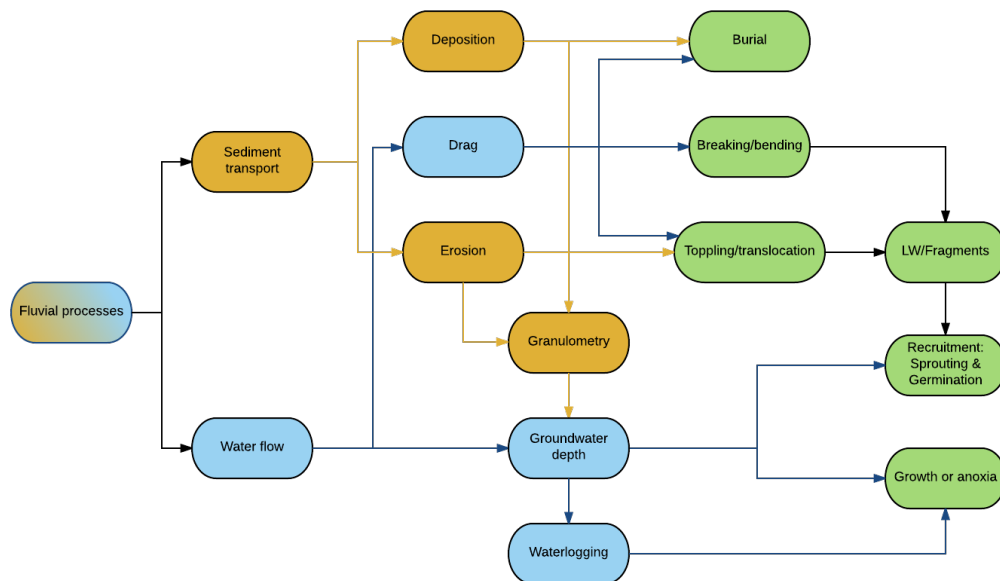 Deposition
Burial
Drag
Breaking/bending
Sediment
transport
Erosion
Toppling/translocation
LW/Fragments
Fluvial processes
Granulometry
Recruitment:
Sprouting &
Germination
Water flow
Groundwater
depth
Growth or anoxia
Waterlogging